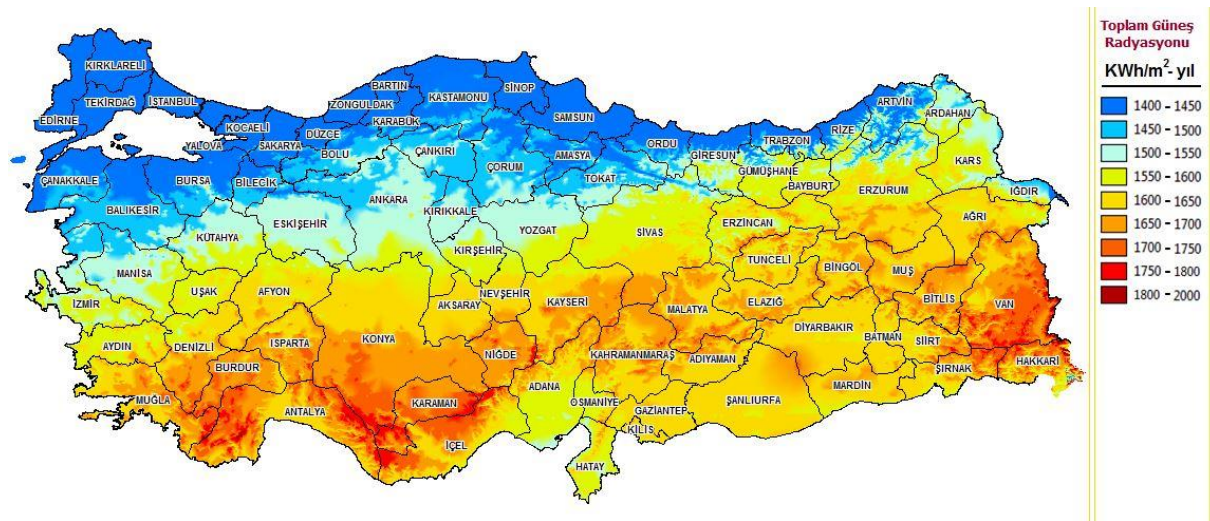 Toplam Güneş
Radyasyonu
KWh/m²- yıl
1400 - 1450
1450 - 1500
1500 - 1550
1550 - 1600
1600 - 1650
1650 - 1700
1700 - 1750
1750 - 1800
1800 - 2000
KIRKLARELİ
TEKİRDAĞ
İSTANBUL
EDİRNE
KOCAELİ
YALOVA
SAKARYA
DÜZCE
BOLU
ZONGULDAK
BARTIN
KARABÜK
KASTAMONU
SİNOP
SAMSUN
ÇANKIRI
ÇORUM
AMASYA
ORDU
TOKAT
GİRESUN
TRABZON
RİZE
ARTVİN
ARDAHAN
KARS
GÜMÜŞHANE
BAYBURT
ERZURUM
IĞDIR
AĞRI
ÇANAKKALE
BURSA
BİLECİK
BALIKESİR
ESKİŞEHİR
ANKARA
KIRIKKALE
KÜTAHYA
YOZGAT
SİVAS
ERZİNCAN
KIRŞEHİR
TUNCELİ
BİNGÖL
MUŞ
MANİSA
UŞAK
AFYON
İZMİR
AKSARAY
NEVŞEHİR
KAYSERİ
MALATYA
ELAZIĞ
BİTLİS
VAN
AYDIN
DENİZLİ
ISPARTA
KONYA
NİĞDE
KAHRAMANMARAŞ
ADIYAMAN
DİYARBAKIR
BATMAN
SİİRT
ŞIRNAK
HAKKARİ
BURDUR
MUĞLA
ANTALYA
KARAMAN
İÇEL
ADANA
OSMANİYE
GAZİANTEP
KİLİS
ŞANLIURFA
MARDİN
HATAY